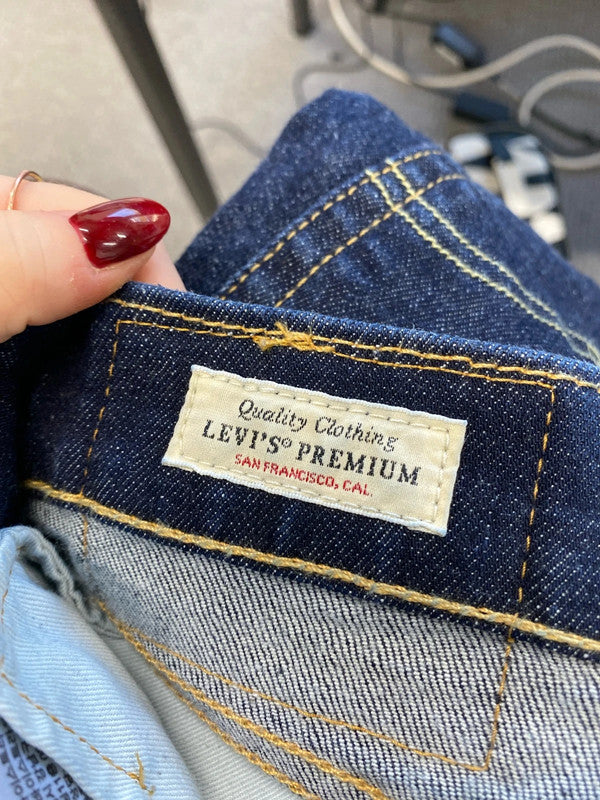 Quality Clothing
LEVI'S® PREMIUM
SAN FRANCISCO, CAL.